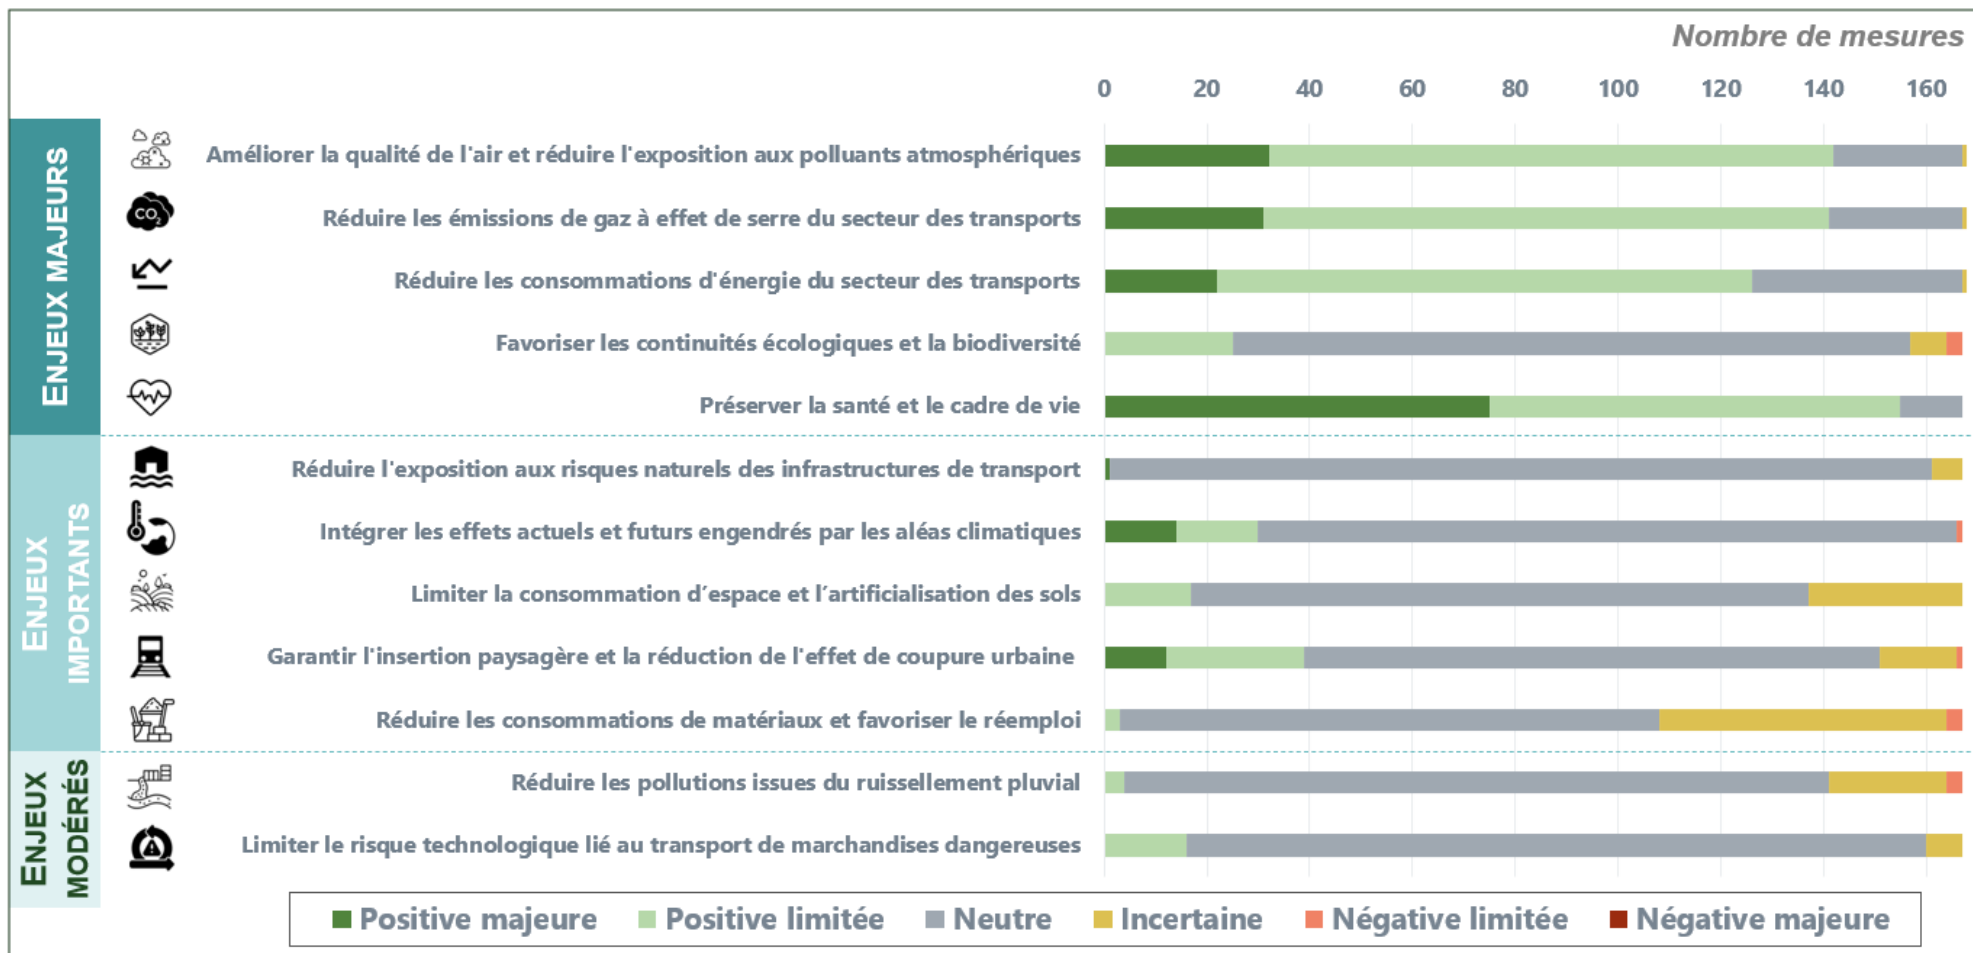 Nombre de mesures
0 20 40 60 80 100 120 140 160
ENJEUX MAJEURS
Améliorer la qualité de l'air et réduire l'exposition aux polluants atmosphériques
CO2
Réduire les émissions de gaz à effet de serre du secteur des transports
Réduire les consommations d'énergie du secteur des transports
Favoriser les continuités écologiques et la biodiversité
Préserver la santé et le cadre de vie
ENJEUX
IMPORTANTS
Réduire l'exposition aux risques naturels des infrastructures de transport
Intégrer les effets actuels et futurs engendrés par les aléas climatiques
Limiter la consommation d’espace et l’artificialisation des sols
Garantir l'insertion paysagère et la réduction de l'effet de coupure urbaine
Réduire les consommations de matériaux et favoriser le réemploi
ENJEUX
MODÉRÉS
Réduire les pollutions issues du ruissellement pluvial
Limiter le risque technologique lié au transport de marchandises dangereuses
Positive majeure Positive limitée Neutre Incertaine Négative limitée Négative majeure